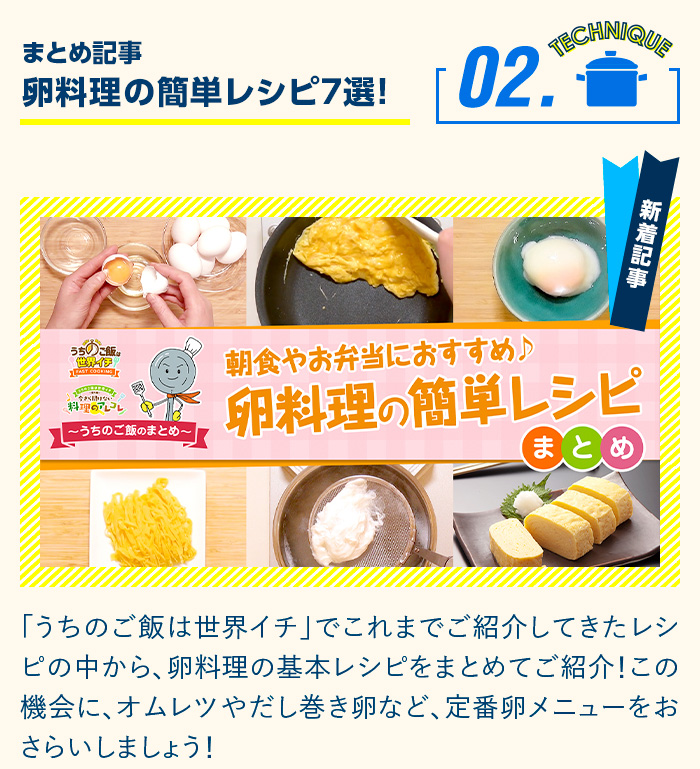 まとめ記事
卵料理の簡単レシピ7選!
02.
TECHNIQUE
新着記事
うちのご飯は
世界イチ!
FAST COOKING
今さら聞けない
料理のアレコレ
～うちのご飯のまとめ～
朝食やお弁当におすすめ♪
卵料理の簡単レシピ
まとめ
「うちのご飯は世界イチ」でこれまでご紹介してきたレシ
ピの中から、卵料理の基本レシピをまとめてご紹介！この
機会に、オムレツやだし巻き卵など、定番卵メニューをお
さらいしましょう！